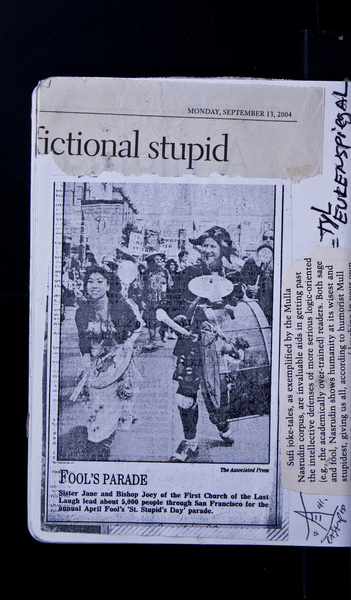 MONDAY, SEPTEMBER 13, 2004
fictional stupid
= TYL
EULENSPIEGAL
The Associated Press
FOOL'S PARADE
Sister Jane and Bishop Joey of the First Church of the Last
Laugh lead about 5,000 people through San Francisco for the
annual April Fool's 'St. Stupid's Day' parade.
Sufi joke-tales, as exemplified by the Mulla
Nasrudin corpus, are invaluable aids in getting past
the intellective defenses of more serious logic-oriented
(e.g., the academically over-trained) readers. Both sage
and fool, Nasrudin shows humanity at its wisest and
stupidest, giving us all, according to humorist Mull